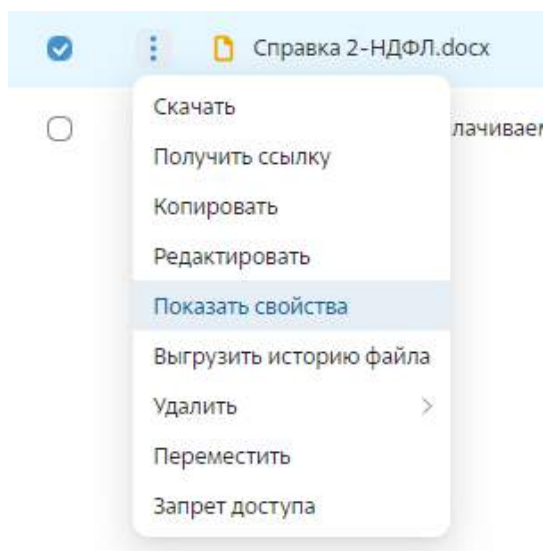 Справка 2-НДФЛ.docx
Скачать
лачиваем
Получить ссылку
Копировать
Редактировать
Показать свойства
Выгрузить историю файла
Удалить
Переместить
Запрет доступа